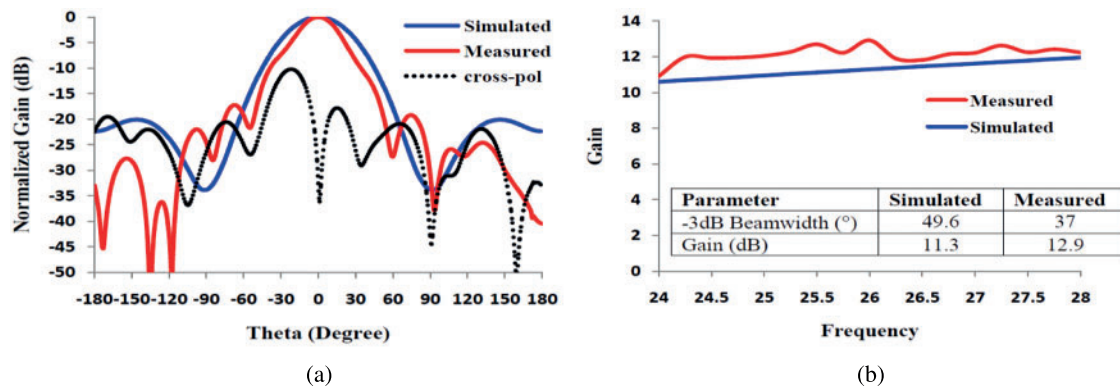 0
-5
-10
-15
-20
-25
-30
-35
-40
-45
-50
Normalized Gain (dB)
Simulated
Measured
cross-pol
-180 -150 -120 -90 -60 -30 0 30 60 90 120 150 180
Theta (Degree)
(a)
14
12
10
8
6
4
2
0
Gain
Measured
Simulated
Parameter Simulated Measured
-3dB Beamwidth (°) 49.6 37
Gain (dB) 11.3 12.9
24 24.5 25 25.5 26 26.5 27 27.5 28
Frequency
(b)